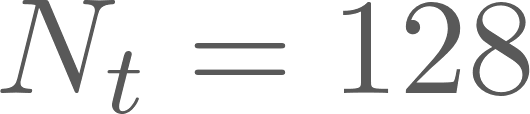 N_t = 128